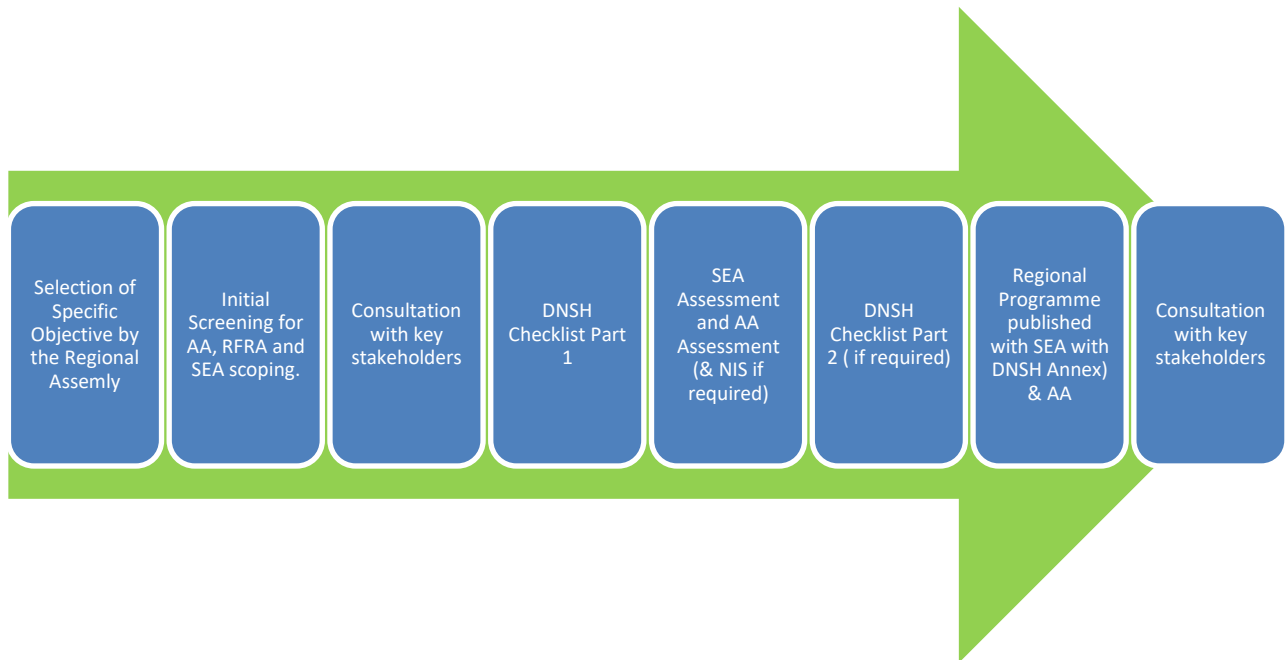 Selection of
Specific
Objective by
the Regional
Assemly
Initial
Screening for
AA, RFRA and
SEA scoping.
Consultation
with key
stakeholders
DNSH
Checklist Part
1
SEA
Assessment
and AA
Assessment
(& NIS if
required)
DNSH
Checklist Part
2 ( if required)
Regional
Programme
published
with SEA with
DNSH Annex)
& AA
Consultation
with key
stakeholders